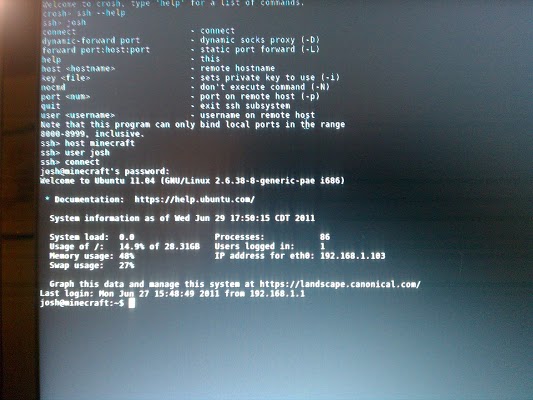 Welcome to crosh, type 'help' for a list of commands.
crosh> ssh --help
ssh> josh
connect - connect
dynamic-forward port - dynamic socks proxy (-D)
forward port:host:port - static port forward (-L)
help - this
host <hostname> - remote hostname
key <file> - sets private key to use (-i)
nocmd - don't execute command (-N)
port <num> - port on remote host (-p)
quit - exit ssh subsystem
user <username> - username on remote host
Note that this program can only bind local ports in the range
8000-8999, inclusive.
ssh> host minecraft
ssh> user josh
ssh> connect
josh@minecraft's password:
Welcome to Ubuntu 11.04 (GNU/Linux 2.6.38-8-generic-pae i686)
* Documentation: https://help.ubuntu.com/
System information as of Wed Jun 29 17:50:15 CDT 2011
System load: 0.0 Processes: 86
Usage of /: 14.9% of 28.31GB Users logged in: 1
Memory usage: 48% IP address for eth0: 192.168.1.103
Swap usage: 27%
Graph this data and manage this system at https://landscape.canonical.com/
Last login: Mon Jun 27 15:48:49 2011 from 192.168.1.1
josh@minecraft:~$